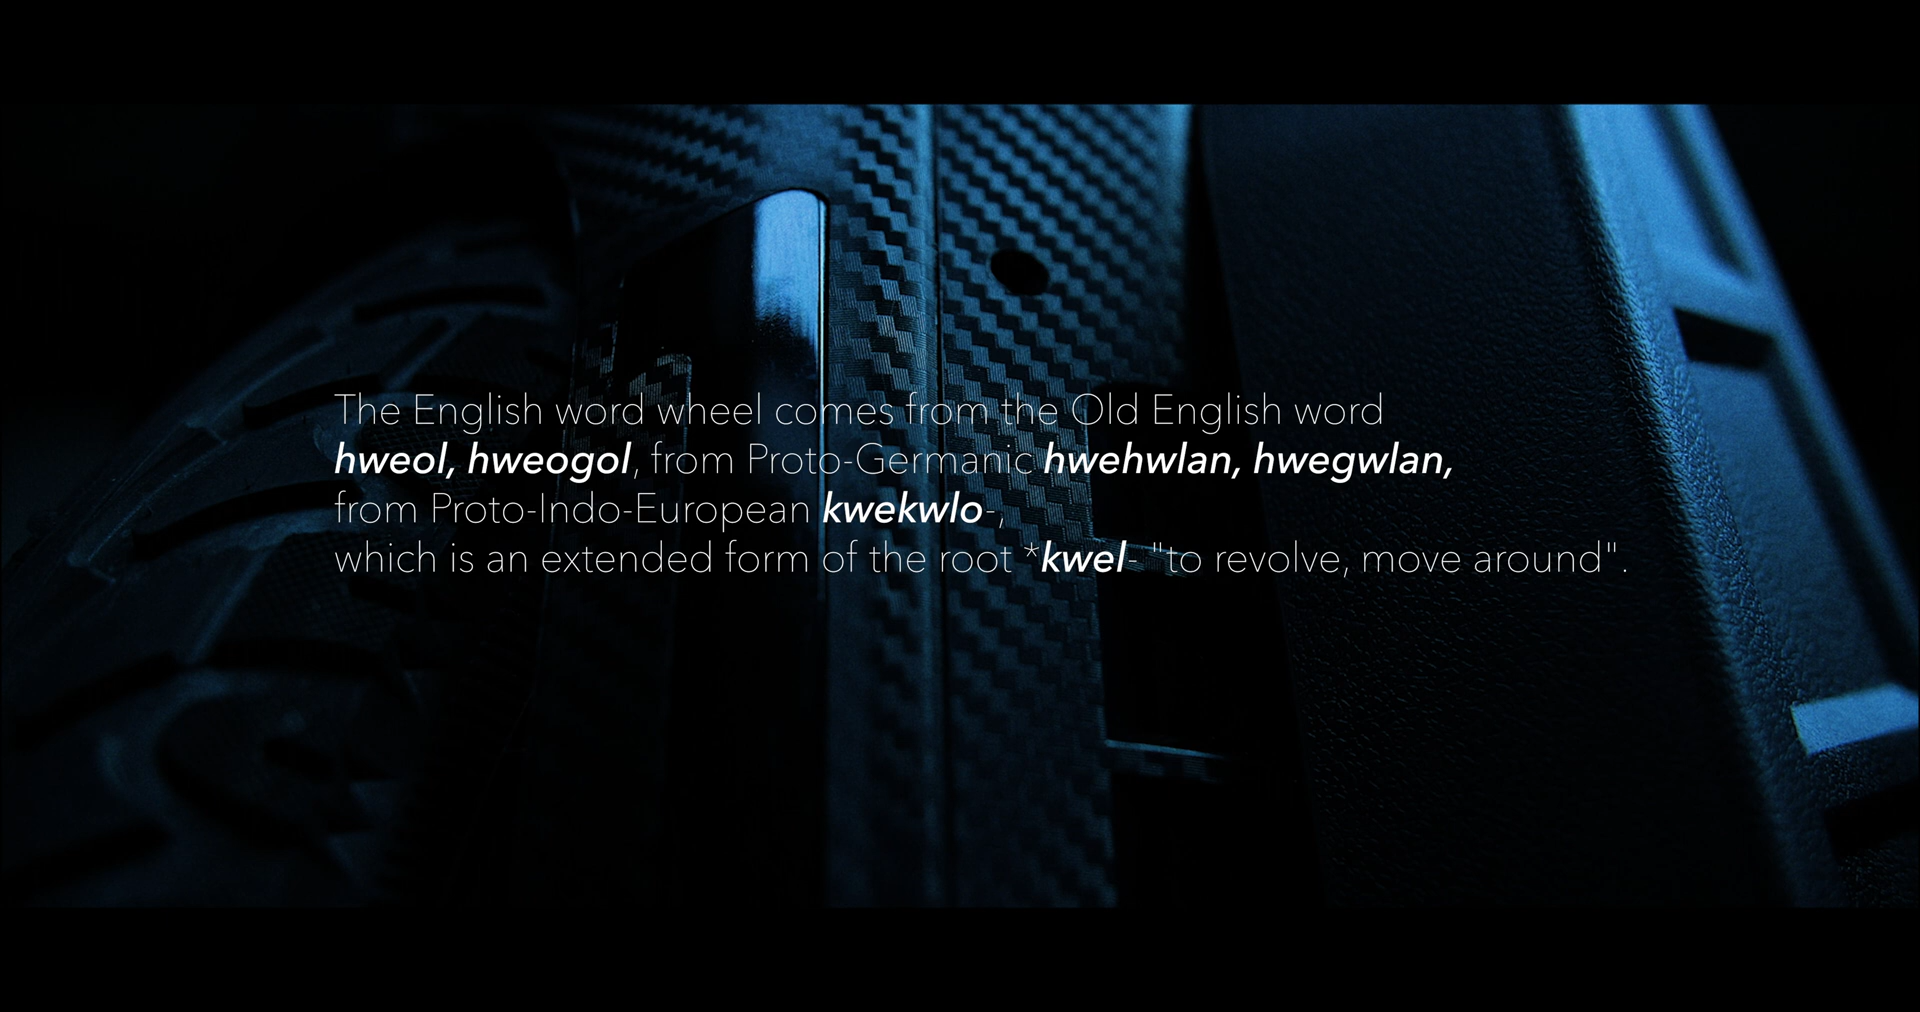 The English word wheel comes from the Old English word
hweol, hweogol, from Proto-Germanic hwehwlan, hwegwlan,
from Proto-Indo-European kwekwlo-,
which is an extended form of the root *kwel- "to revolve, move around".